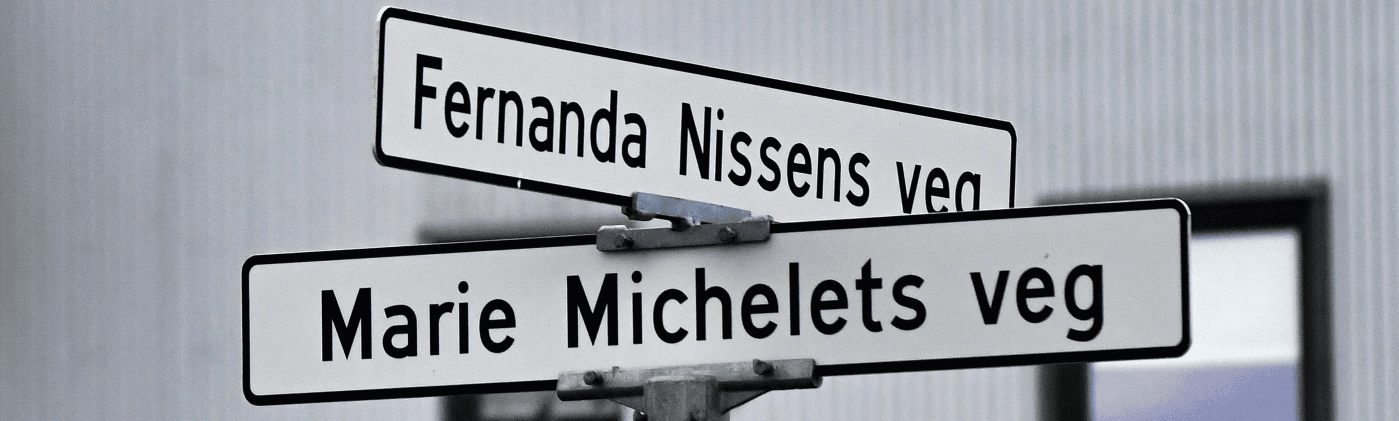 Fernanda Nissens veg
Marie Michelets veg